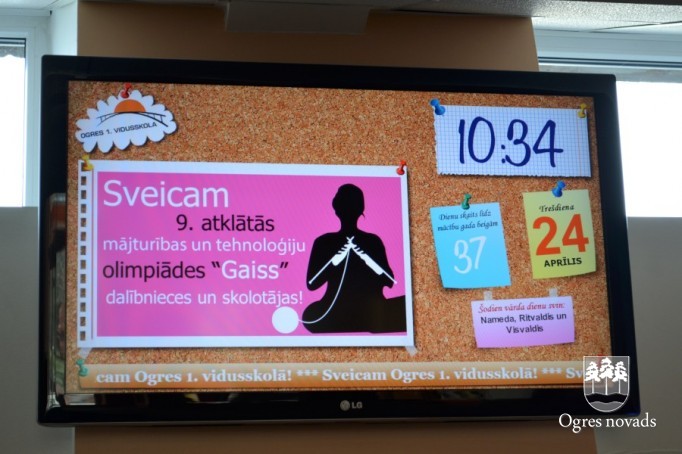 OGRES 1. VIDUSSKOLA
10:34
Sveicam
9. atklātās
mājturības un tehnoloģiju
olimpiādes “Gaiss”
dalībnieces un skolotājas!
Dienu skaits līdz
mācību gada beigām
37
Trešdiena
24
APRĪLIS
Šodien vārda dienu svin:
Nameda, Ritvaldis un
Visvaldis
cam Ogres 1. vidusskolā! *** Sveicam Ogres 1. vidusskolā! *** Sv
LG
Ogres novads